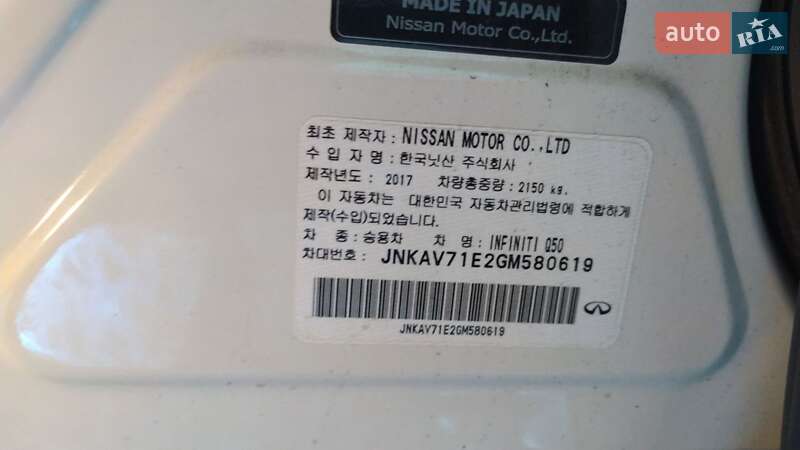 MADE IN JAPAN
Nissan Motor Co.,Ltd.
auto RIA.com
최초 제작자 : NISSAN MOTOR CO.,LTD
수 입 자 명 : 한국닛산 주식회사
제작년도 : 2017 차량총중량 : 2150 kg.
이 자동차는 대한민국 자동차관리법령에 적합하게
제작(수입)되었습니다.
차 종 : 승용차 차 명 : INFINITI Q50
차대번호 : JNKAV71E2GM580619
JNKAV71E2GM580619